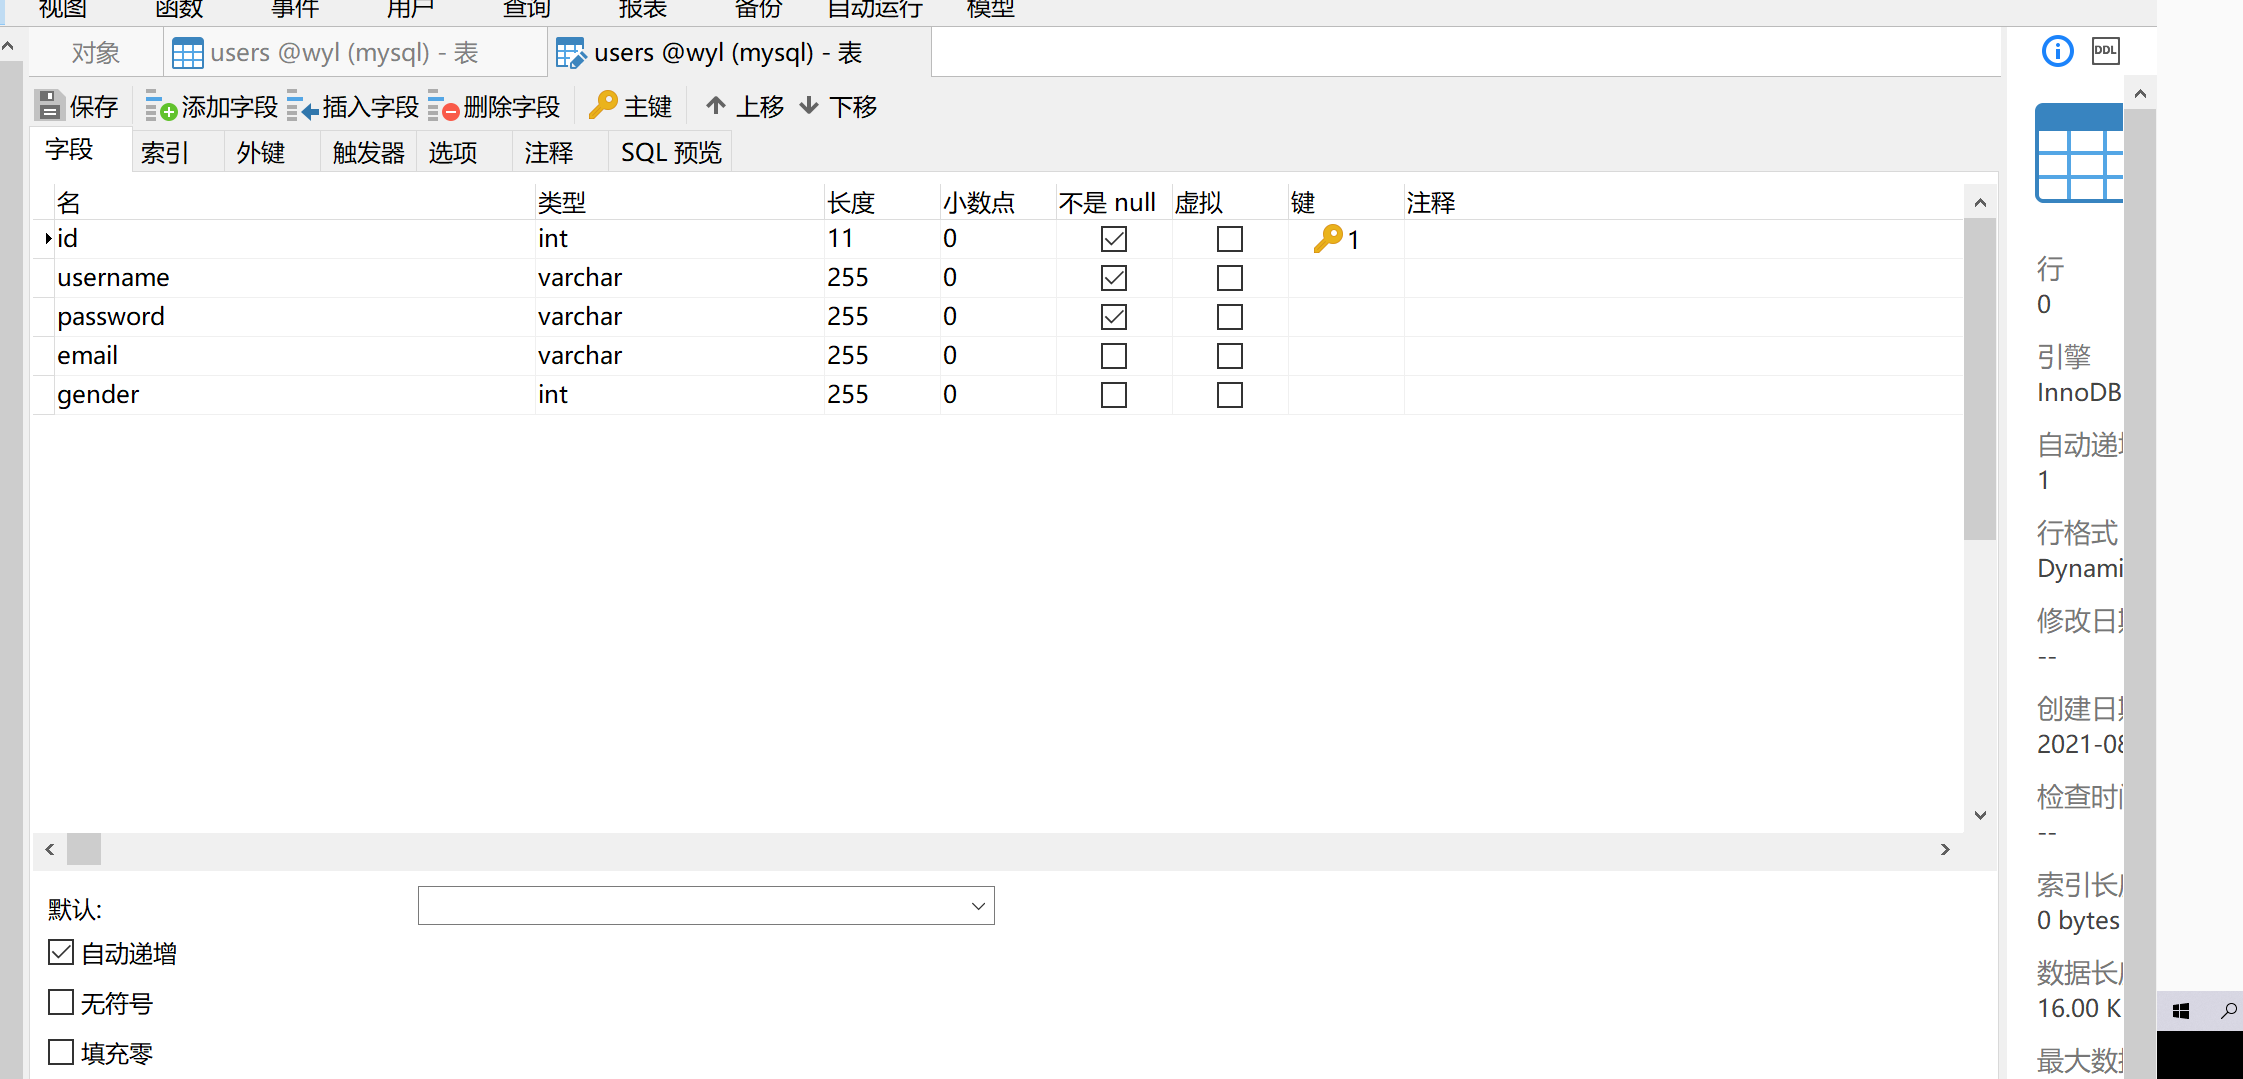 视图 函数 事件 用户 查询 报表 备份 自动运行 模型
对象 users @wyl (mysql) - 表 users @wyl (mysql) - 表
DDL
保存 添加字段 插入字段 删除字段 主键 上移 下移
字段 索引 外键 触发器 选项 注释 SQL 预览
名 类型 长度 小数点 不是 null 虚拟 键 注释
id int 11 0 1
username varchar 255 0
password varchar 255 0
email varchar 255 0
gender int 255 0
默认:
自动递增
无符号
填充零
行
0
引擎
InnoDB
自动递
1
行格式
Dynami
修改日
--
创建日
2021-08
检查时
--
索引长
0 bytes
数据长
16.00 K
最大数